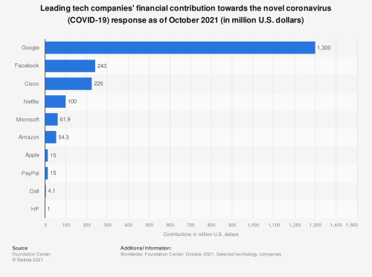 Leading tech companies' financial contribution towards the novel coronavirus
(COVID-19) response as of October 2021 (in million U.S. dollars)
Google 1,300
Facebook 243
Cisco 226
Netflix 100
Microsoft 61.9
Amazon 54.3
Apple 15
PayPal 15
Dell 4.1
HP 1
0 100 200 300 400 500 600 700 800 900 1,000 1,100 1,200 1,300 1,400 1,500
Contributions in million U.S. dollars
Source
Foundation Center
© Statista 2021
Additional Information:
Worldwide; Foundation Center; October 2021; Selected technology companies